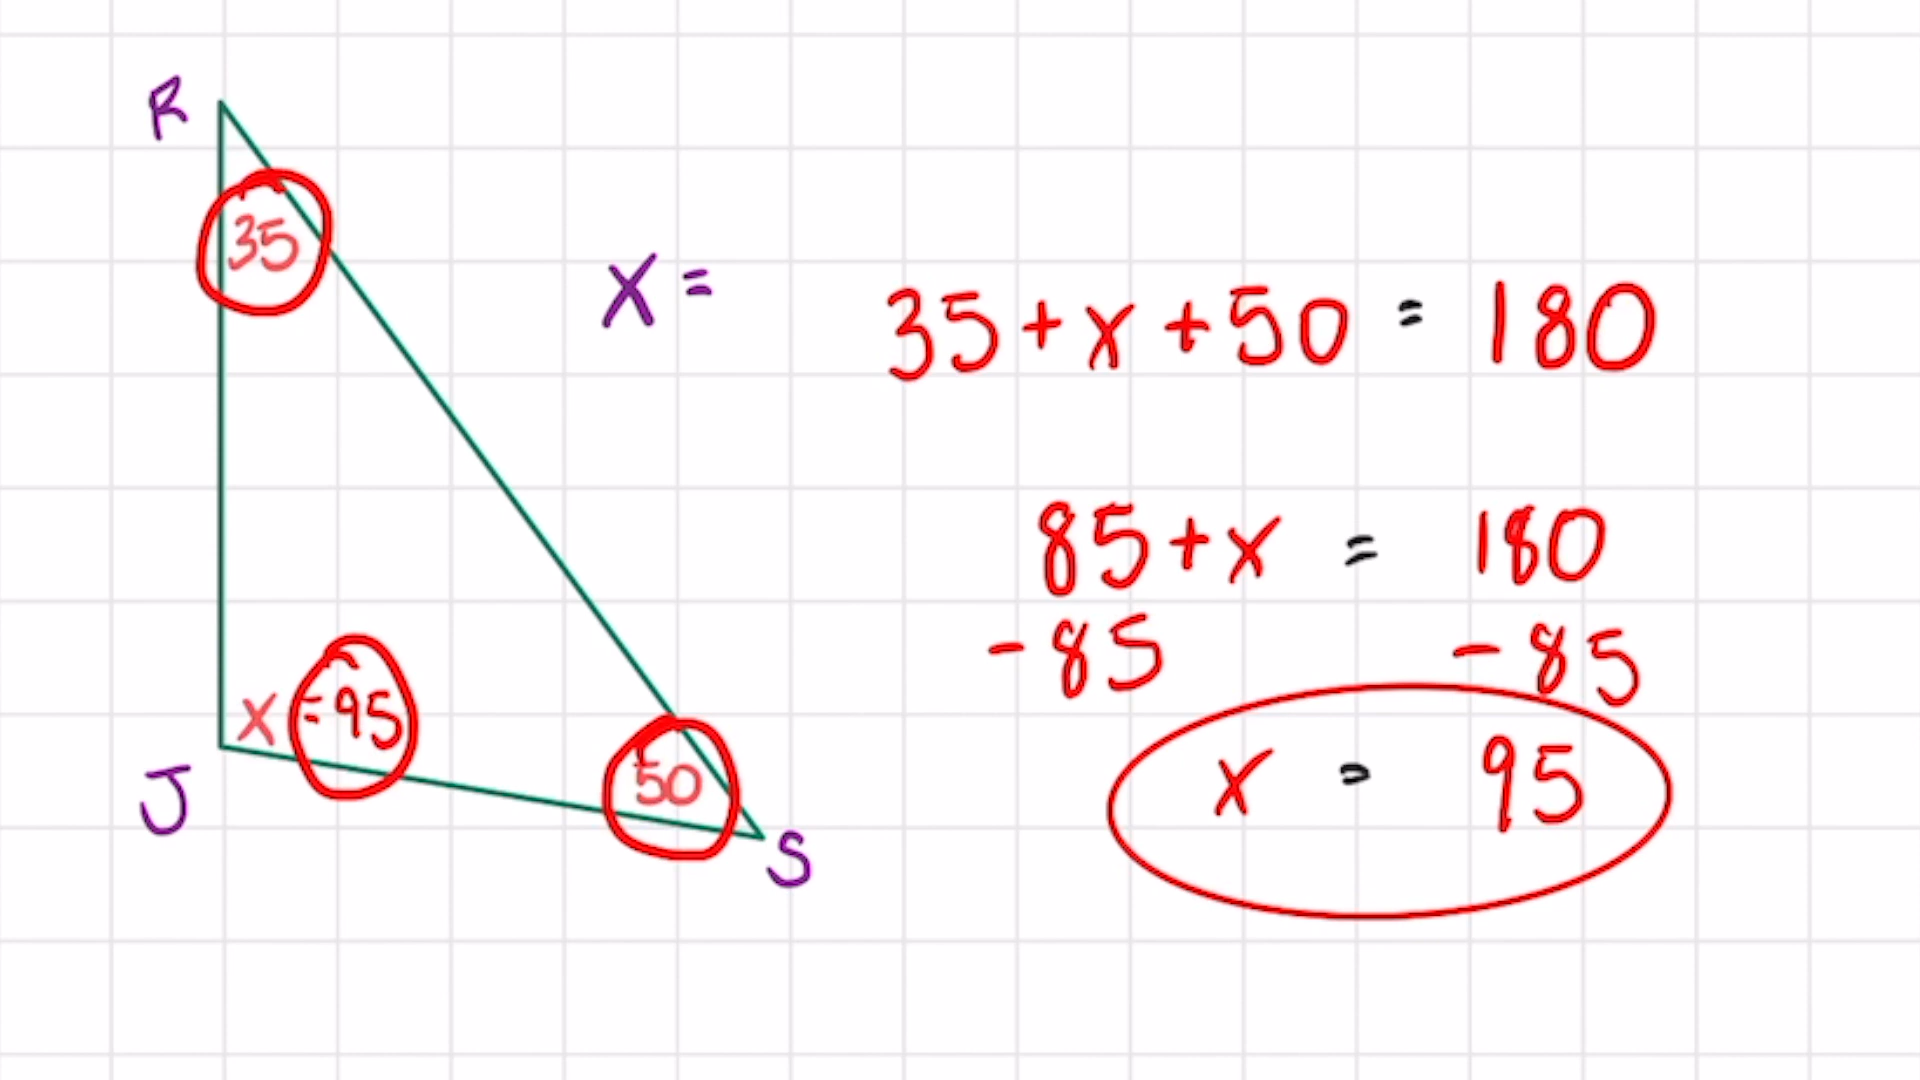 R
35
X =
35 + x + 50 = 180
85 + x = 180
- 85 - 85
x = 95
X = 95
50
J
S